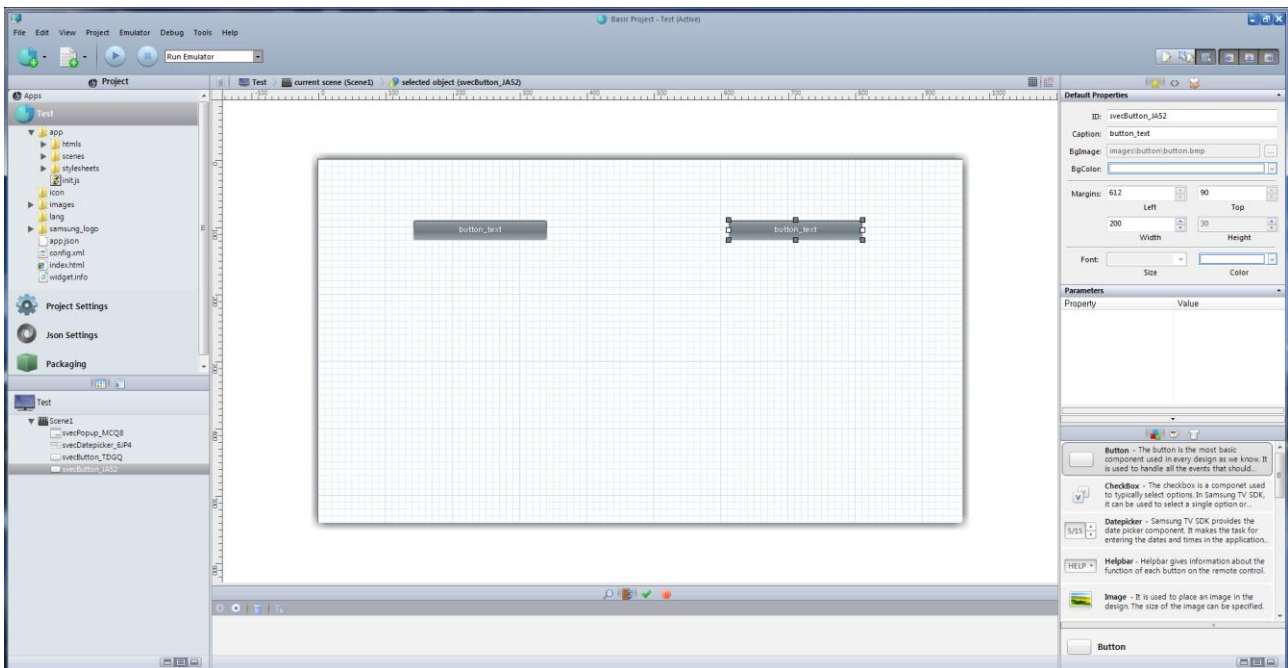 Basic Project - Test (Active)
File Edit View Project Emulator Debug Tools Help
Run Emulator
Project
Test current scene (Scene1) selected object (svecButton_JAS2)
Apps
Test
app
htmls
scenes
stylesheets
init.js
icon
images
lang
samsung_logo
app.json
config.xml
index.html
widget.info
Project Settings
Json Settings
Packaging
Test
Scene1
svecPopup_MCQ8
svecDatepicker_6JP4
svecButton_TDGQ
svecButton_JAS2
button_text
button_text
Default Properties
ID: svecButton_JAS2
Caption: button_text
BgImage: images\button\button.bmp
BgColor:
Margins: 612 90
Left Top
200 30
Width Height
Font:
Size Color
Parameters
Property Value
Button - The button is the most basic
component used in every design as we know. It
is used to handle all the events that should...
CheckBox - The checkbox is a componet used
to typically select options. In Samsung TV SDK,
it can be used to select a single option or...
5/15
Datepicker - Samsung TV SDK provides the
date picker component. It makes the task for
entering the dates and times in the application...
HELP
Helpbar - Helpbar gives information about the
function of each button on the remote control.
Image - It is used to place an image in the
design. The size of the image can be specified.
Button